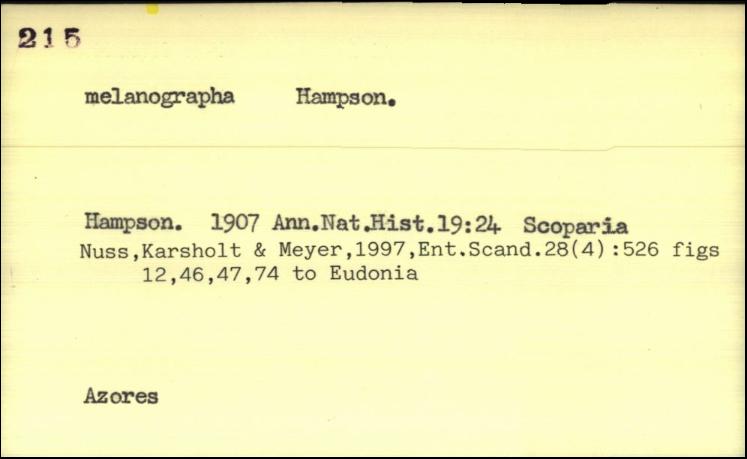 215
melanographa Hampson.
Hampson. 1907 Ann.Nat.Hist.19:24 Scoparia
Nuss,Karsholt & Meyer,1997,Ent.Scand.28(4):526 figs
12,46,47,74 to Eudonia
Azores